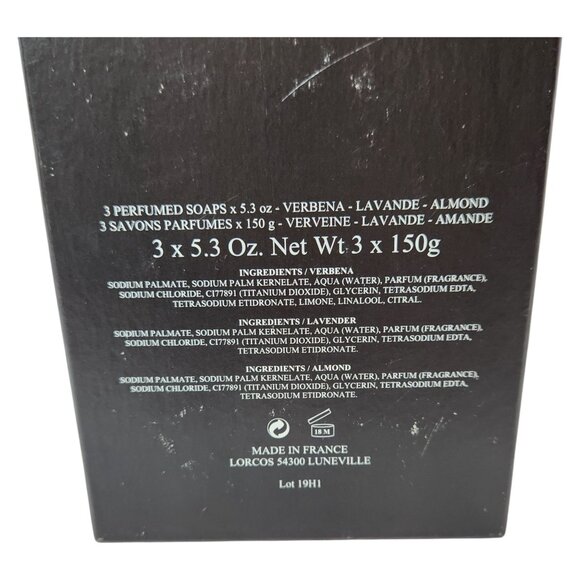 3 PERFUMED SOAPS x 5.3 oz - VERBENA - LAVANDE - ALMOND
3 SAVONS PARFUMES x 150 g - VERVEINE - LAVANDE - AMANDE
3 x 5.3 Oz. Net Wt 3 x 150g
INGREDIENTS / VERBENA
SODIUM PALMATE, SODIUM PALM KERNELATE, AQUA (WATER), PARFUM (FRAGRANCE),
SODIUM CHLORIDE, CI77891 (TITANIUM DIOXIDE), GLYCERIN, TETRASODIUM EDTA,
TETRASODIUM ETIDRONATE, LIMONE, LINALOOL, CITRAL.
INGREDIENTS / LAVENDER
SODIUM PALMATE, SODIUM PALM KERNELATE, AQUA (WATER), PARFUM (FRAGRANCE),
SODIUM CHLORIDE, CI77891 (TITANIUM DIOXIDE), GLYCERIN, TETRASODIUM EDTA,
TETRASODIUM ETIDRONATE.
INGREDIENTS / ALMOND
SODIUM PALMATE, SODIUM PALM KERNELATE, AQUA (WATER), PARFUM (FRAGRANCE),
SODIUM CHLORIDE, CI77891 (TITANIUM DIOXIDE), GLYCERIN, TETRASODIUM EDTA,
TETRASODIUM ETIDRONATE.
18 M
MADE IN FRANCE
LORCOS 54300 LUNEVILLE
Lot 19H1